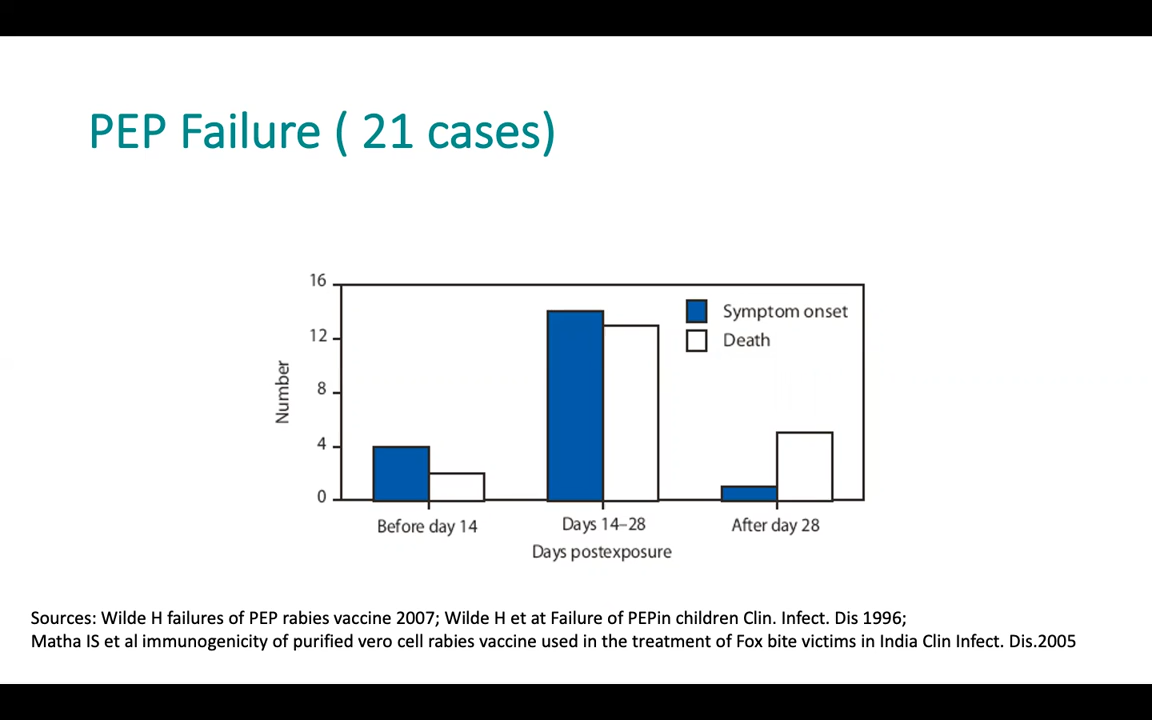 PEP Failure ( 21 cases)
16
12
8
4
0
Number
Symptom onset
Death
Before day 14
Days 14–28
After day 28
Days postexposure
Sources: Wilde H failures of PEP rabies vaccine 2007; Wilde H et at Failure of PEPin children Clin. Infect. Dis 1996;
Matha IS et al immunogenicity of purified vero cell rabies vaccine used in the treatment of Fox bite victims in India Clin Infect. Dis.2005